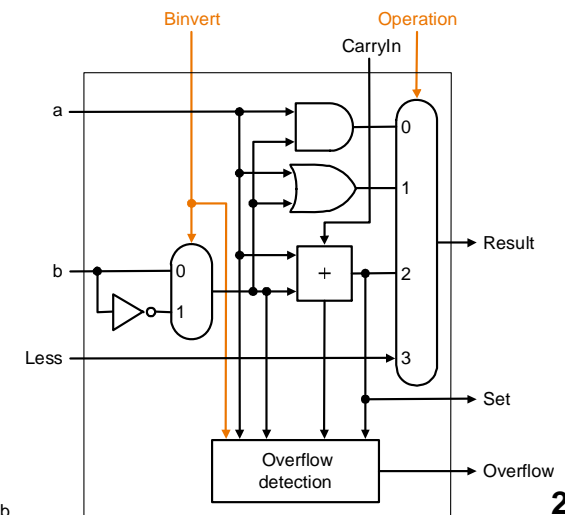 Binvert
Operation
CarryIn
a
0
1
b
0
1
+
2
Result
Less
3
Set
Overflow
detection
Overflow
b
2